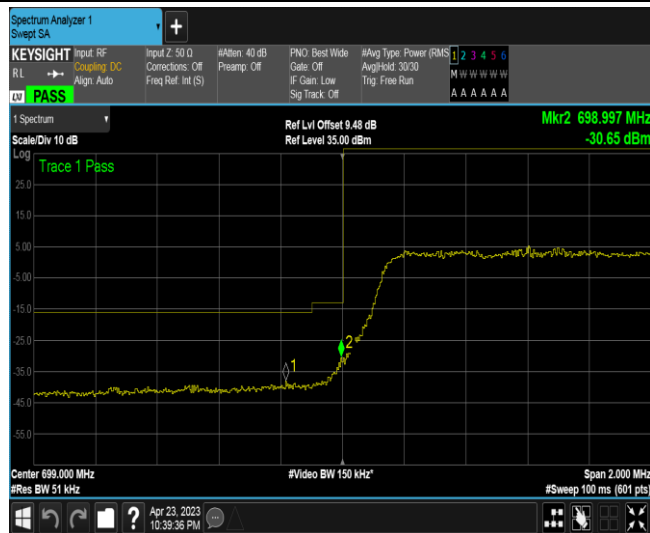 Spectrum Analyzer 1
Swept SA
KEYSIGHT
RL
PASS
Input: RF
Coupling: DC
Align: Auto
Input Z: 50 Ω
Corrections: Off
Freq Ref: Int (S)
#Atten: 40 dB
Preamp: Off
PNO: Best Wide
Gate: Off
IF Gain: Low
Sig Track: Off
#Avg Type: Power (RMS
Avg|Hold: 30/30
Trig: Free Run
1 2 3 4 5 6
M W W W W W
A A A A A A
1 Spectrum
Scale/Div 10 dB
Ref Lvl Offset 9.48 dB
Ref Level 35.00 dBm
Mkr2 698.997 MHz
-30.65 dBm
Log
Trace 1 Pass
25.0
15.0
5.00
-5.00
-15.0
-25.0
-35.0
-45.0
-55.0
1
2
Center 699.000 MHz
#Res BW 51 kHz
#Video BW 150 kHz*
Span 2.000 MHz
#Sweep 100 ms (601 pts)
?
Apr 23, 2023
10:39:36 PM